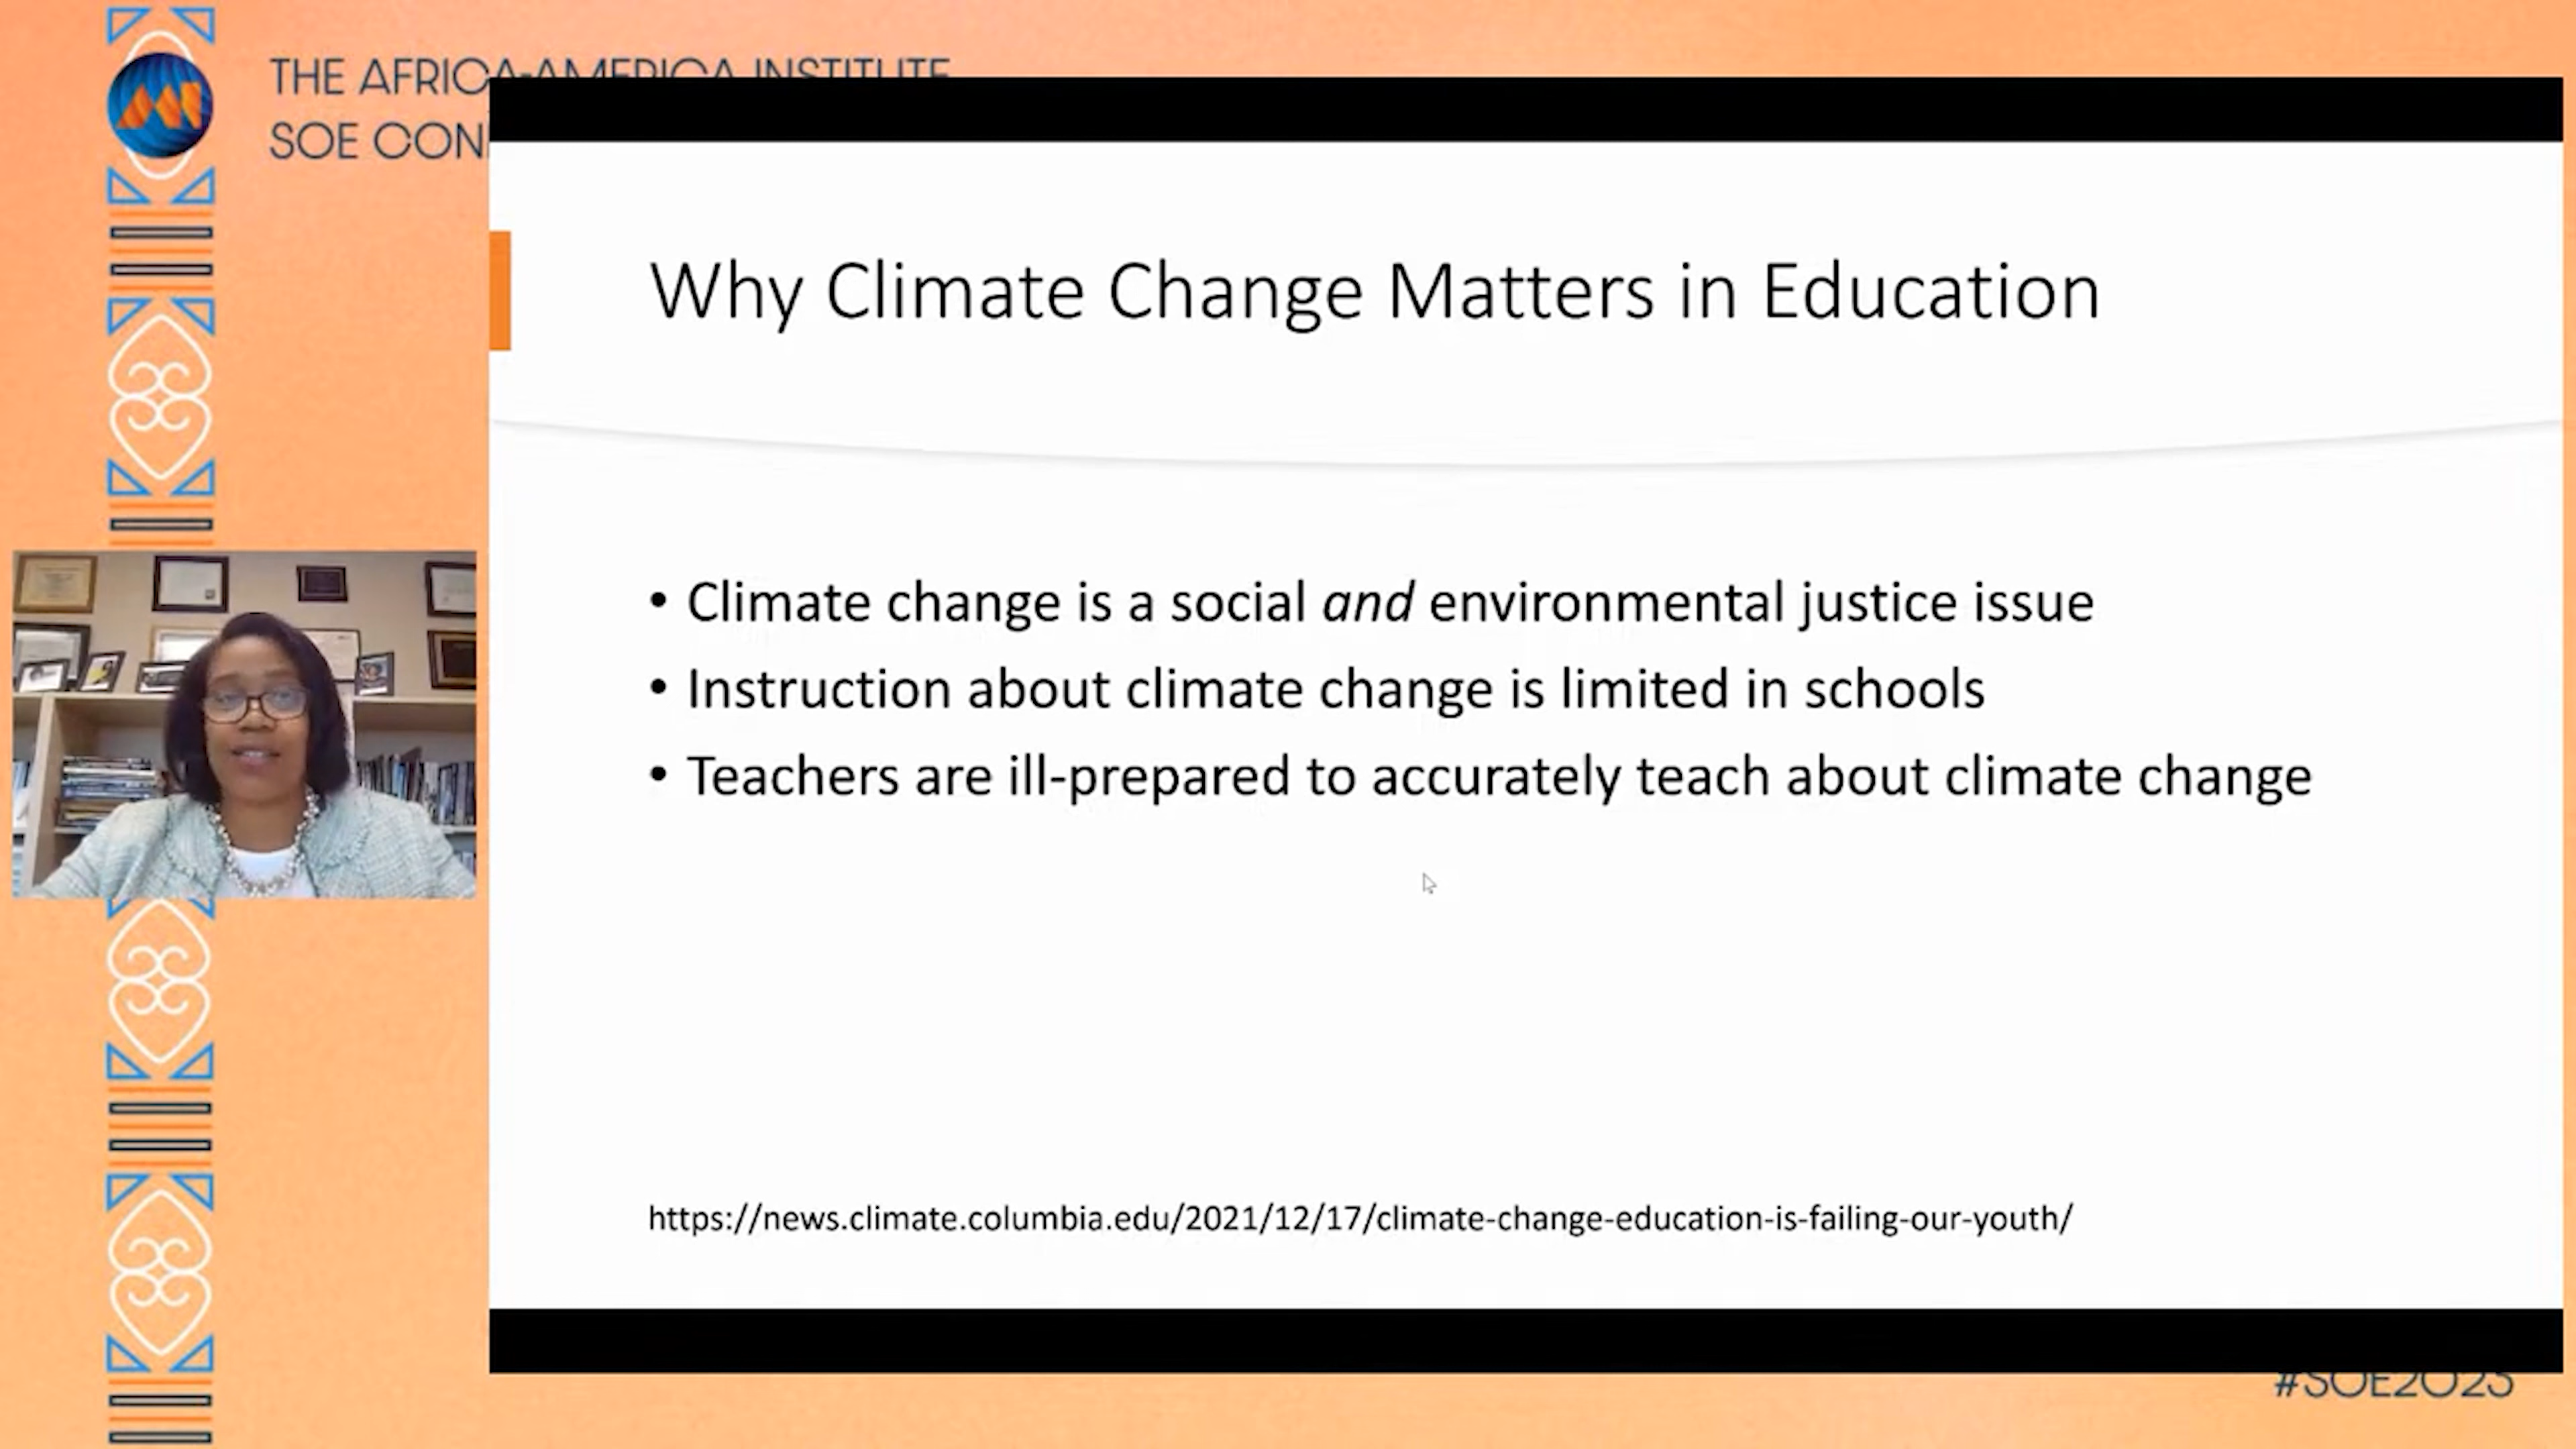 THE AFRICA-AMERICA INSTITUTE
SOE CON
Why Climate Change Matters in Education
• Climate change is a social and environmental justice issue
• Instruction about climate change is limited in schools
• Teachers are ill-prepared to accurately teach about climate change
https://news.climate.columbia.edu/2021/12/17/climate-change-education-is-failing-our-youth/
#SOE2023